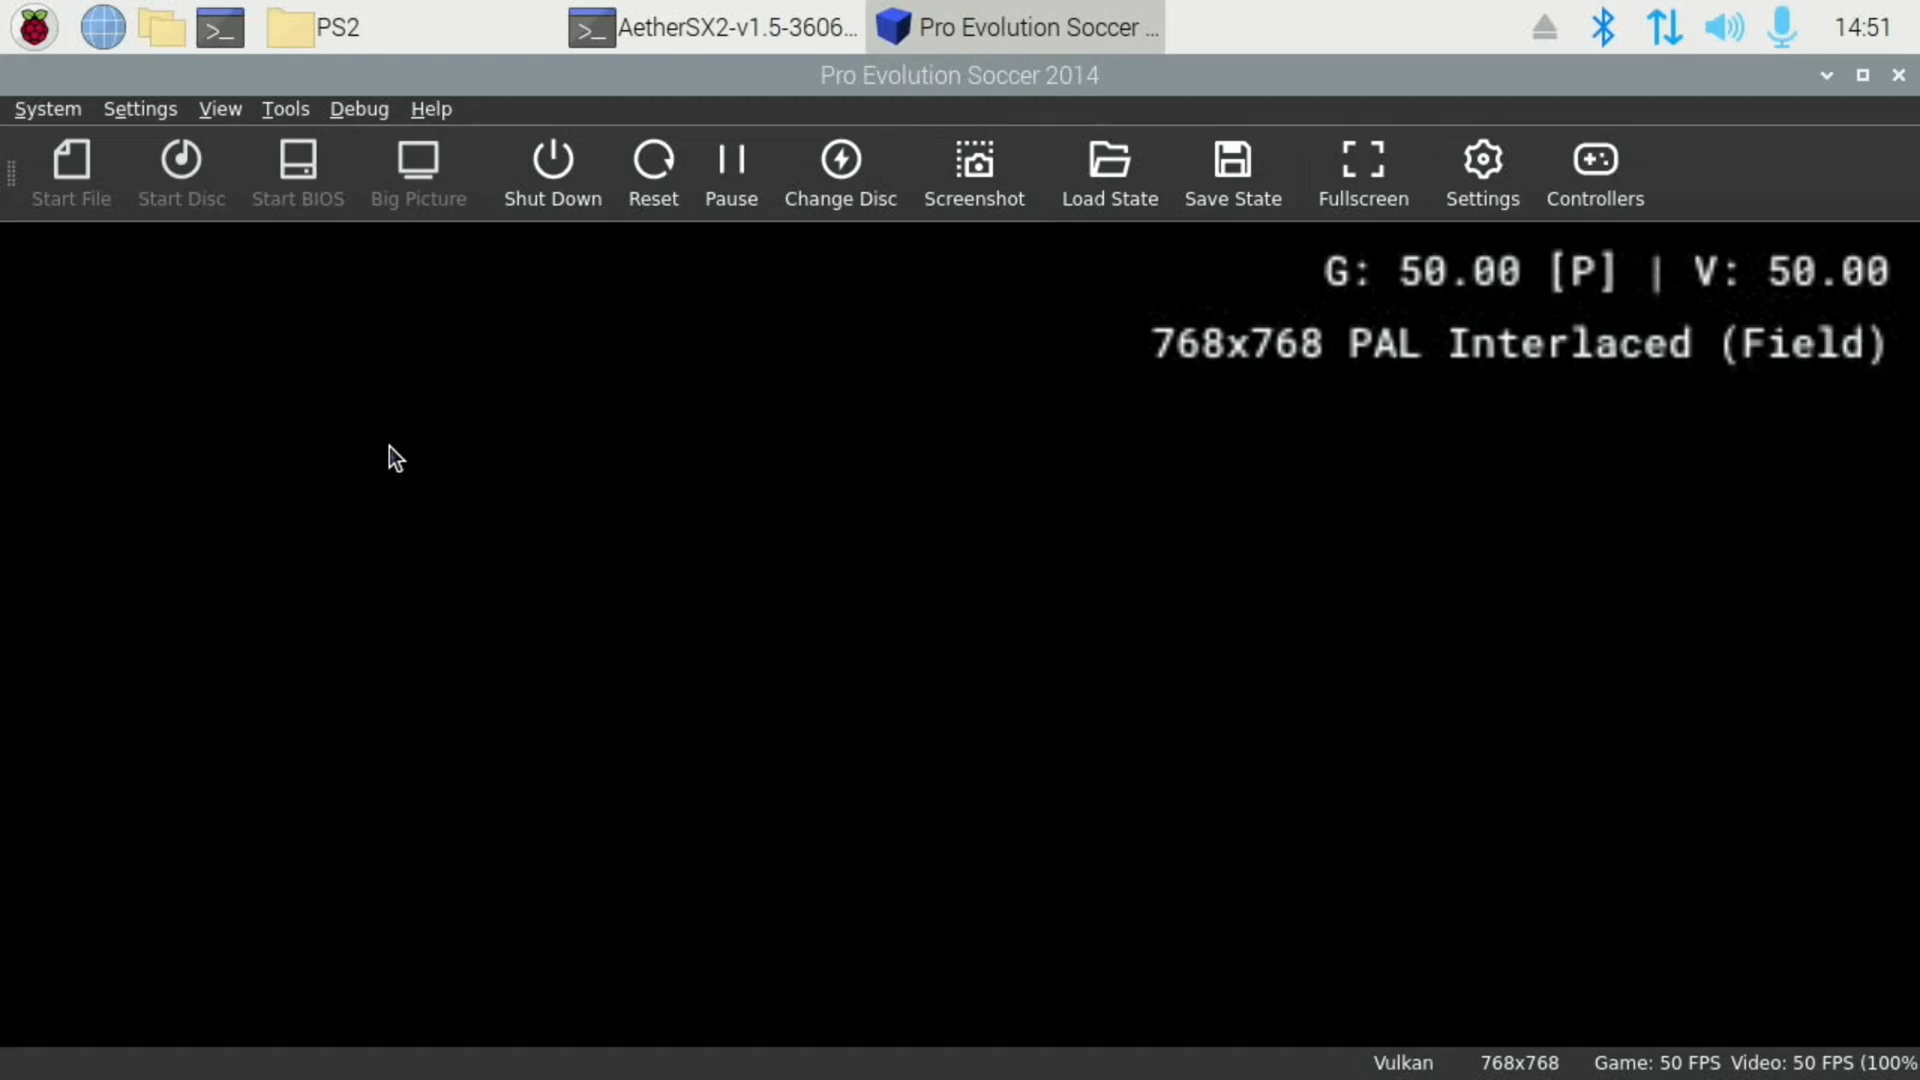 PS2 AetherSX2-v1.5-3606... Pro Evolution Soccer ... 14:51
Pro Evolution Soccer 2014
System Settings View Tools Debug Help
Start File Start Disc Start BIOS Big Picture Shut Down Reset Pause Change Disc Screenshot Load State Save State Fullscreen Settings Controllers
G: 50.00 [P] | V: 50.00
768x768 PAL Interlaced (Field)
Vulkan 768x768 Game: 50 FPS Video: 50 FPS (100%